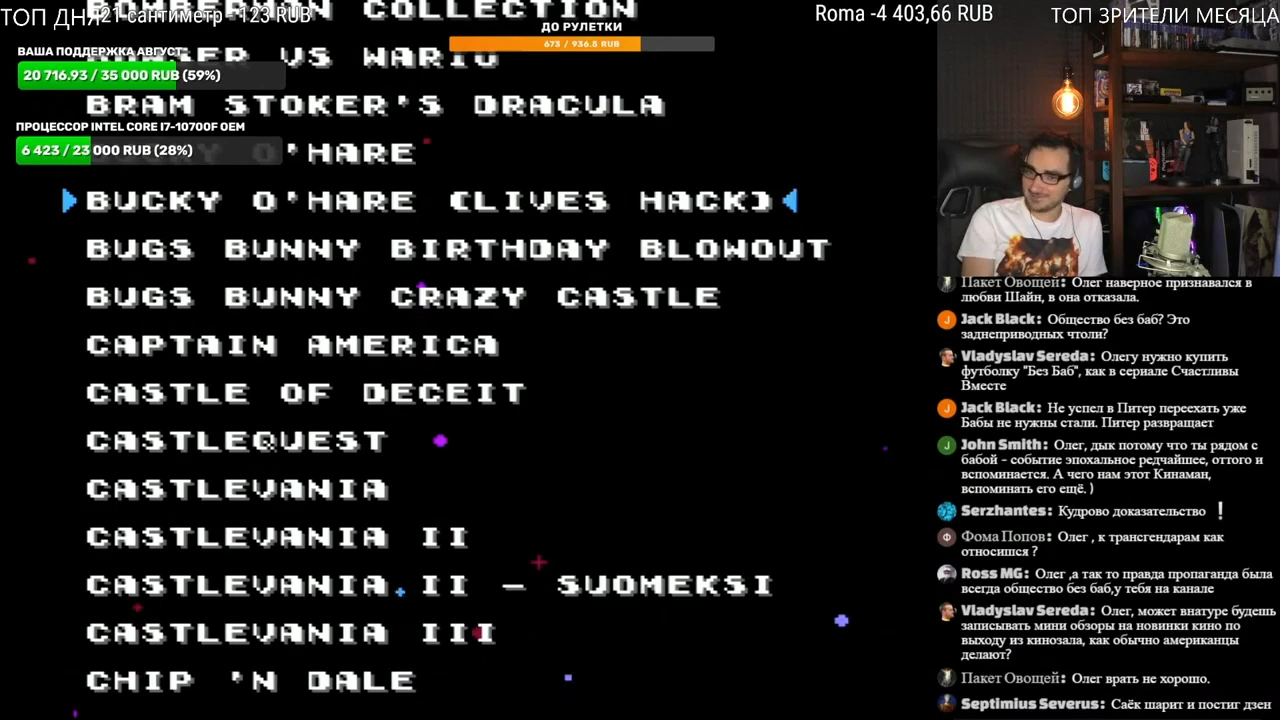 BOMBERMAN COLLECTION
ТОП ДНЯ
21 сантиметр - 123 RUB
ДО РУЛЕТКИ
673 / 936.8 RUB
Roma -4 403,66 RUB
ТОП ЗРИТЕЛИ МЕСЯЦА
ВАША ПОДДЕРЖКА АВГУСТ
VS WARIO
20 716.93 / 35 000 RUB (59%)
BRAM STOKER'S DRACULA
ПРОЦЕССОР INTEL CORE I7-10700F OEM
6 423 / 23 000 RUB (28%)
BUCKY O'HARE
BUCKY O'HARE (LIVES HACK)
BUGS BUNNY BIRTHDAY BLOWOUT
BUGS BUNNY CRAZY CASTLE
CAPTAIN AMERICA
CASTLE OF DECEIT
CASTLEQUEST
CASTLEVANIA
CASTLEVANIA II
CASTLEVANIA II - SUOMEKSI
CASTLEVANIA III
CHIP 'N DALE
Пакет Овощей: Олег наверное признавался в
любви Шайн, в она отказала.
J Jack Black: Общество без баб? Это
заднеприводных чтоли?
Vladyslav Sereda: Олегу нужно купить
футболку "Без Баб", как в сериале Счастливы
Вместе
J Jack Black: Не успел в Питер переехать уже
Бабы не нужны стали. Питер развращает
J John Smith: Олег, дык потому что ты рядом с
бабой - событие эпохальное редчайшее, оттого и
вспоминается. А чего нам этот Кинаман,
вспоминать его ещё. )
Serzhantes: Кудрово доказательство !
Ф Фома Попов: Олег , к трансгендарам как
относишся ?
Ross MG: Олег ,а так то правда пропаганда была
всегда общество без баб,у тебя на канале
Vladyslav Sereda: Олег, может внатуре будешь
записывать мини обзоры на новинки кино по
выходу из кинозала, как обычно американцы
делают?
Пакет Овощей: Олег врать не хорошо.
Septimius Severus: Саёк шарит и постиг дзен